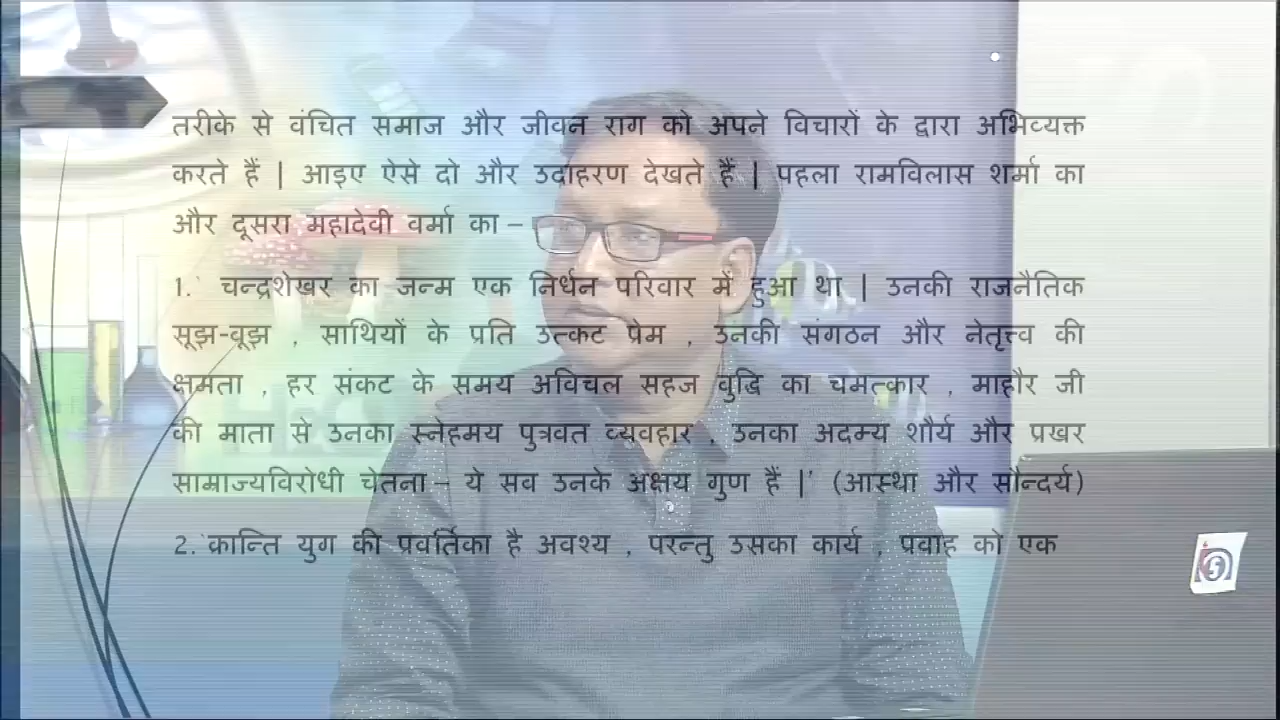 तरीके से वंचित समाज और जीवन राग को अपने विचारों के द्वारा अभिव्यक्त
करते हैं | आइए ऐसे दो और उदाहरण देखते हैं | पहला रामविलास शर्मा का
और दूसरा महादेवी वर्मा का –
1.' चन्द्रशेखर का जन्म एक निर्धन परिवार में हुआ था | उनकी राजनैतिक
सूझ-बूझ , साथियों के प्रति उत्कट प्रेम , उनकी संगठन और नेतृत्त्व की
क्षमता , हर संकट के समय अविचल सहज बुद्धि का चमत्कार , माहौर जी
की माता से उनका स्नेहमय पुत्रवत व्यवहार , उनका अदम्य शौर्य और प्रखर
साम्राज्यविरोधी चेतना – ये सब उनके अक्षय गुण हैं |' (आस्था और सौन्दर्य)
2.'क्रान्ति युग की प्रवर्तिका है अवश्य , परन्तु उसका कार्य , प्रवाह को एक